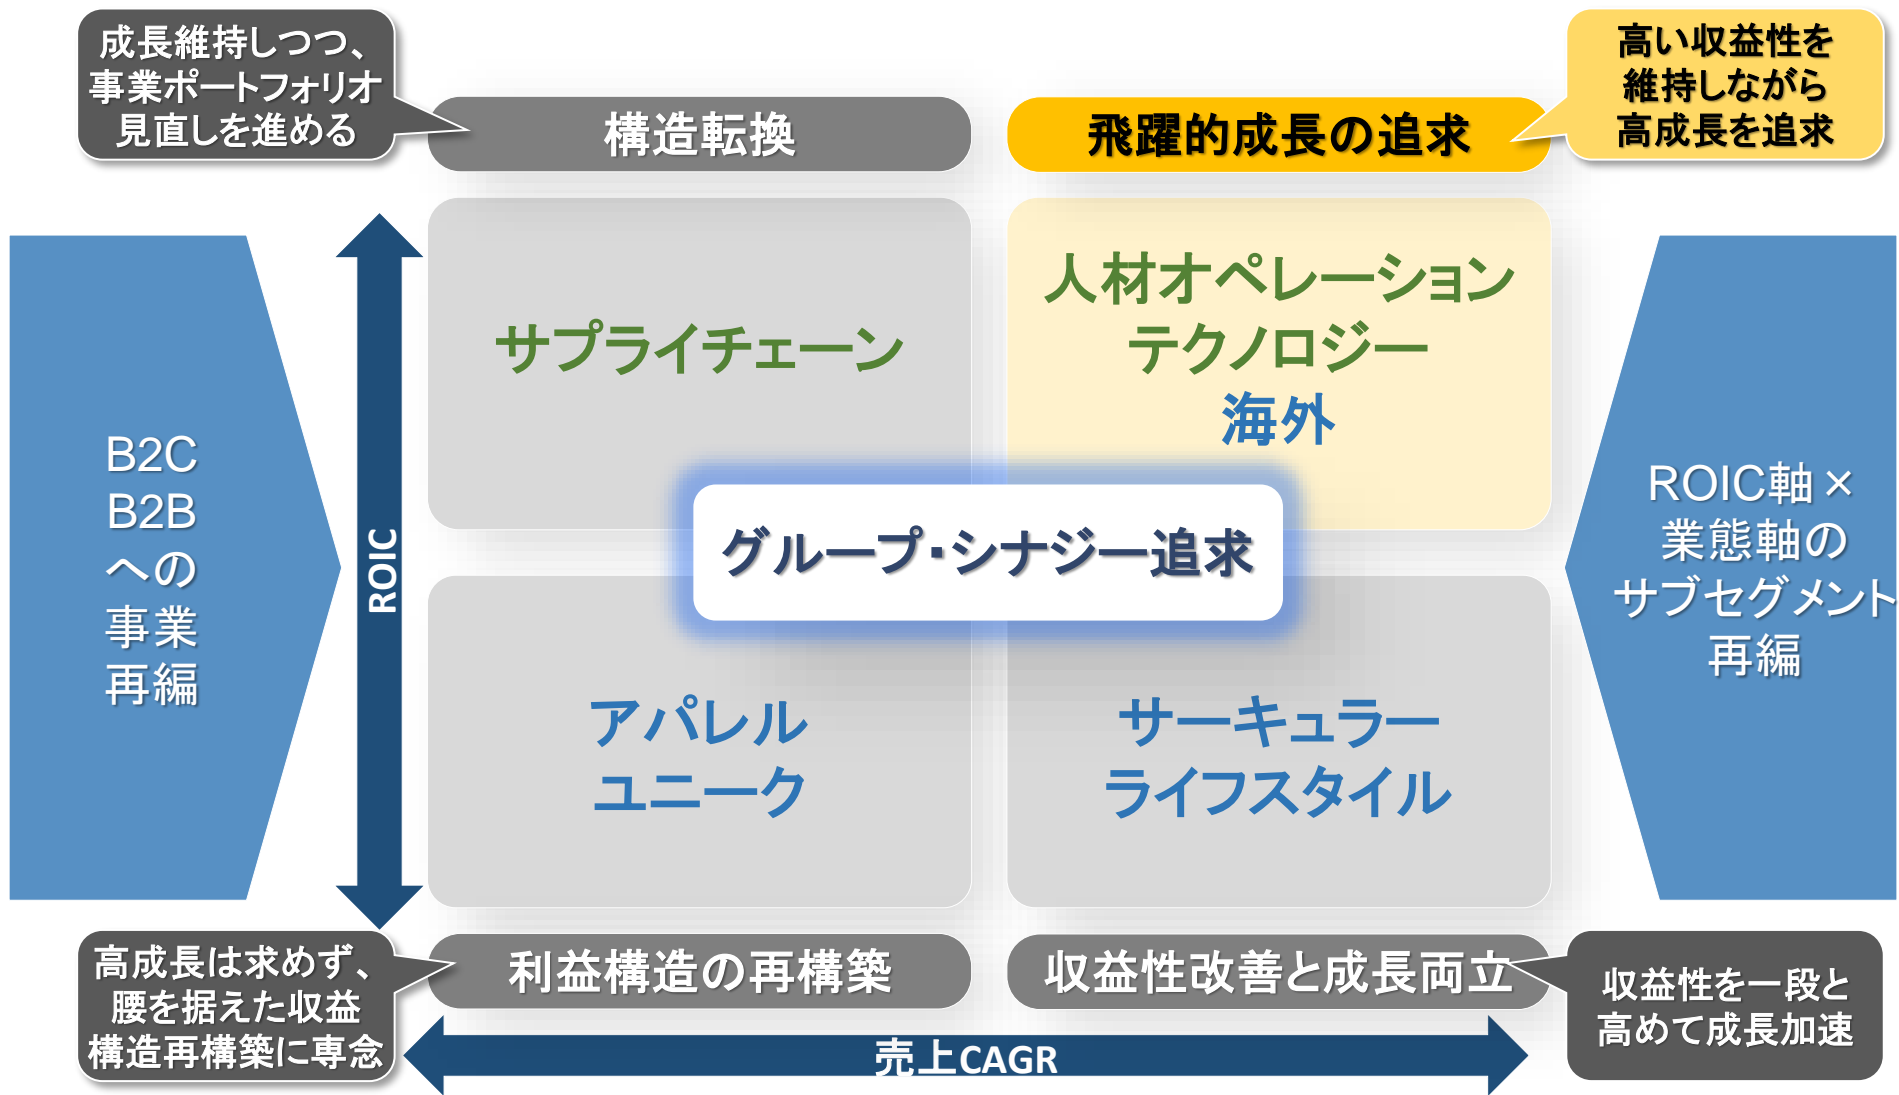 成長維持しつつ、
事業ポートフォリオ
見直しを進める
構造転換
飛躍的成長の追求
高い収益性を
維持しながら
高成長を追求
B2C
B2B
への
事業
再編
ROIC
サプライチェーン
人材オペレーション
テクノロジー
海外
グループ・シナジー追求
アパレル
ユニーク
サーキュラー
ライフスタイル
ROIC軸×
業態軸の
サブセグメント
再編
高成長は求めず、
腰を据えた収益
構造再構築に専念
利益構造の再構築
収益性改善と成長両立
収益性を一段と
高めて成長加速
売上CAGR